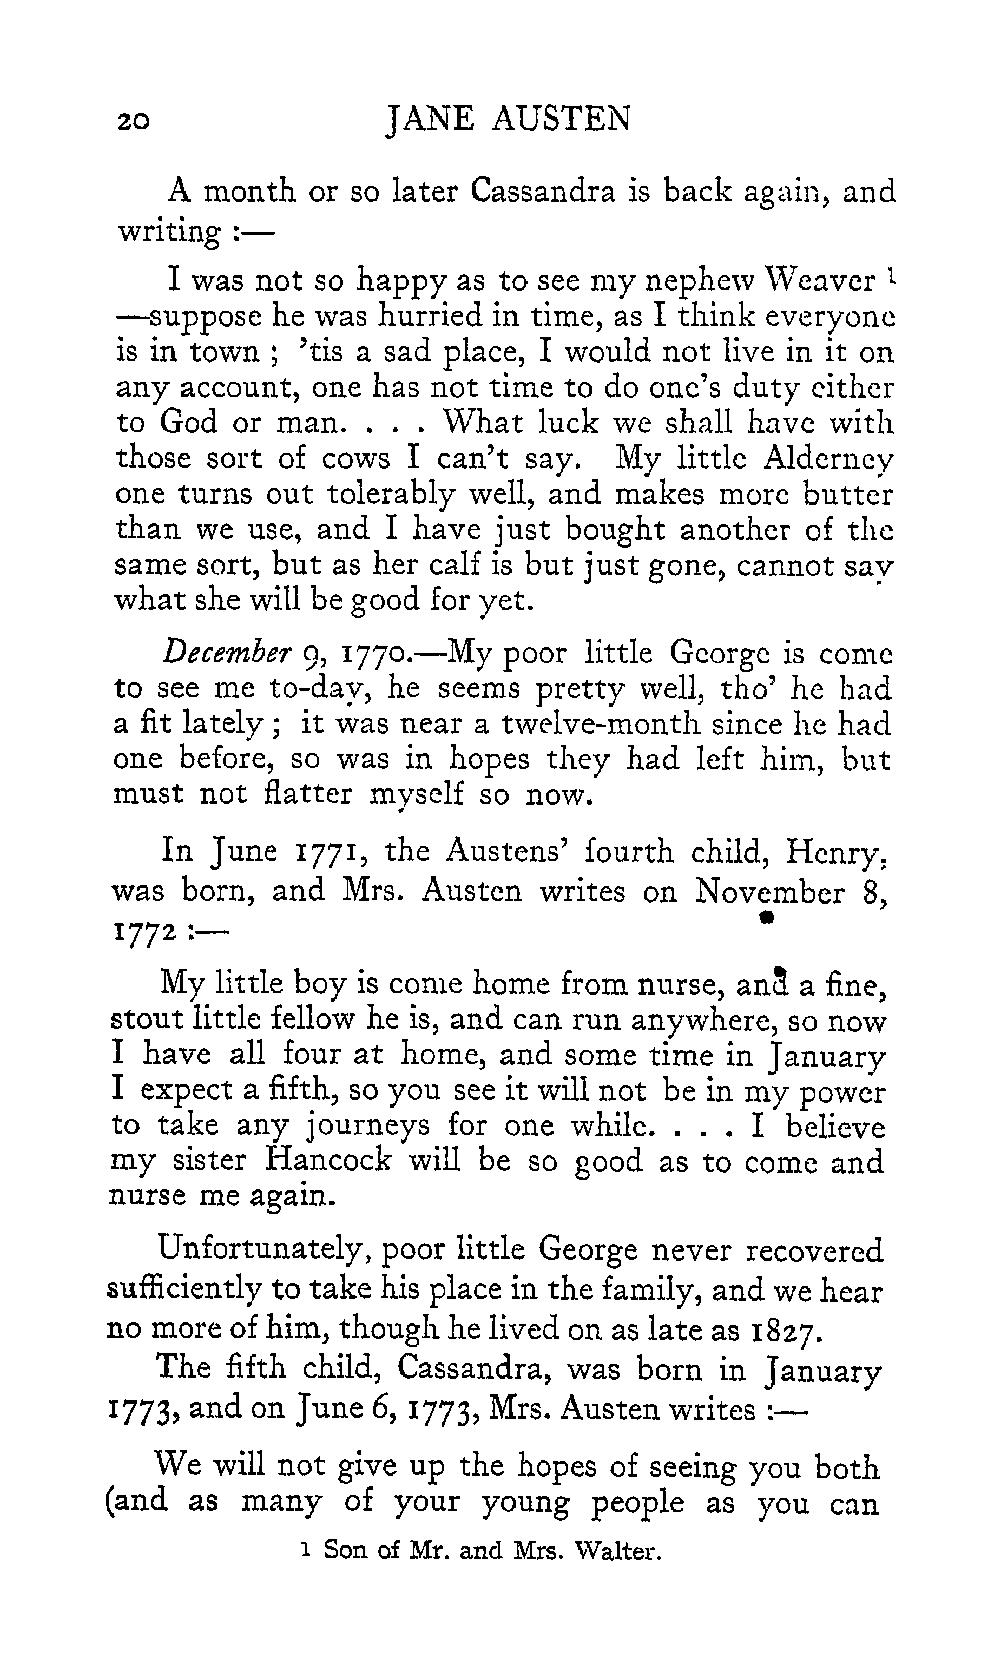 20 JANE AUSTEN
A month or so later Cassandra is back again, and
writing :—
I was not so happy as to see my nephew Weaver 1
—suppose he was hurried in time, as I think everyone
is in town ; 'tis a sad place, I would not live in it on
any account, one has not time to do one's duty either
to God or man. . . . What luck we shall have with
those sort of cows I can't say. My little Alderney
one turns out tolerably well, and makes more butter
than we use, and I have just bought another of the
same sort, but as her calf is but just gone, cannot say
what she will be good for yet.
December 9, 1770.—My poor little George is come
to see me to-day, he seems pretty well, tho' he had
a fit lately ; it was near a twelve-month since he had
one before, so was in hopes they had left him, but
must not flatter myself so now.
In June 1771, the Austens' fourth child, Henry,
was born, and Mrs. Austen writes on November 8,
1772 :—
My little boy is come home from nurse, and a fine,
stout little fellow he is, and can run anywhere, so now
I have all four at home, and some time in January
I expect a fifth, so you see it will not be in my power
to take any journeys for one while. . . . I believe
my sister Hancock will be so good as to come and
nurse me again.
Unfortunately, poor little George never recovered
sufficiently to take his place in the family, and we hear
no more of him, though he lived on as late as 1827.
The fifth child, Cassandra, was born in January
1773, and on June 6, 1773, Mrs. Austen writes :—
We will not give up the hopes of seeing you both
(and as many of your young people as you can
1 Son of Mr. and Mrs. Walter.